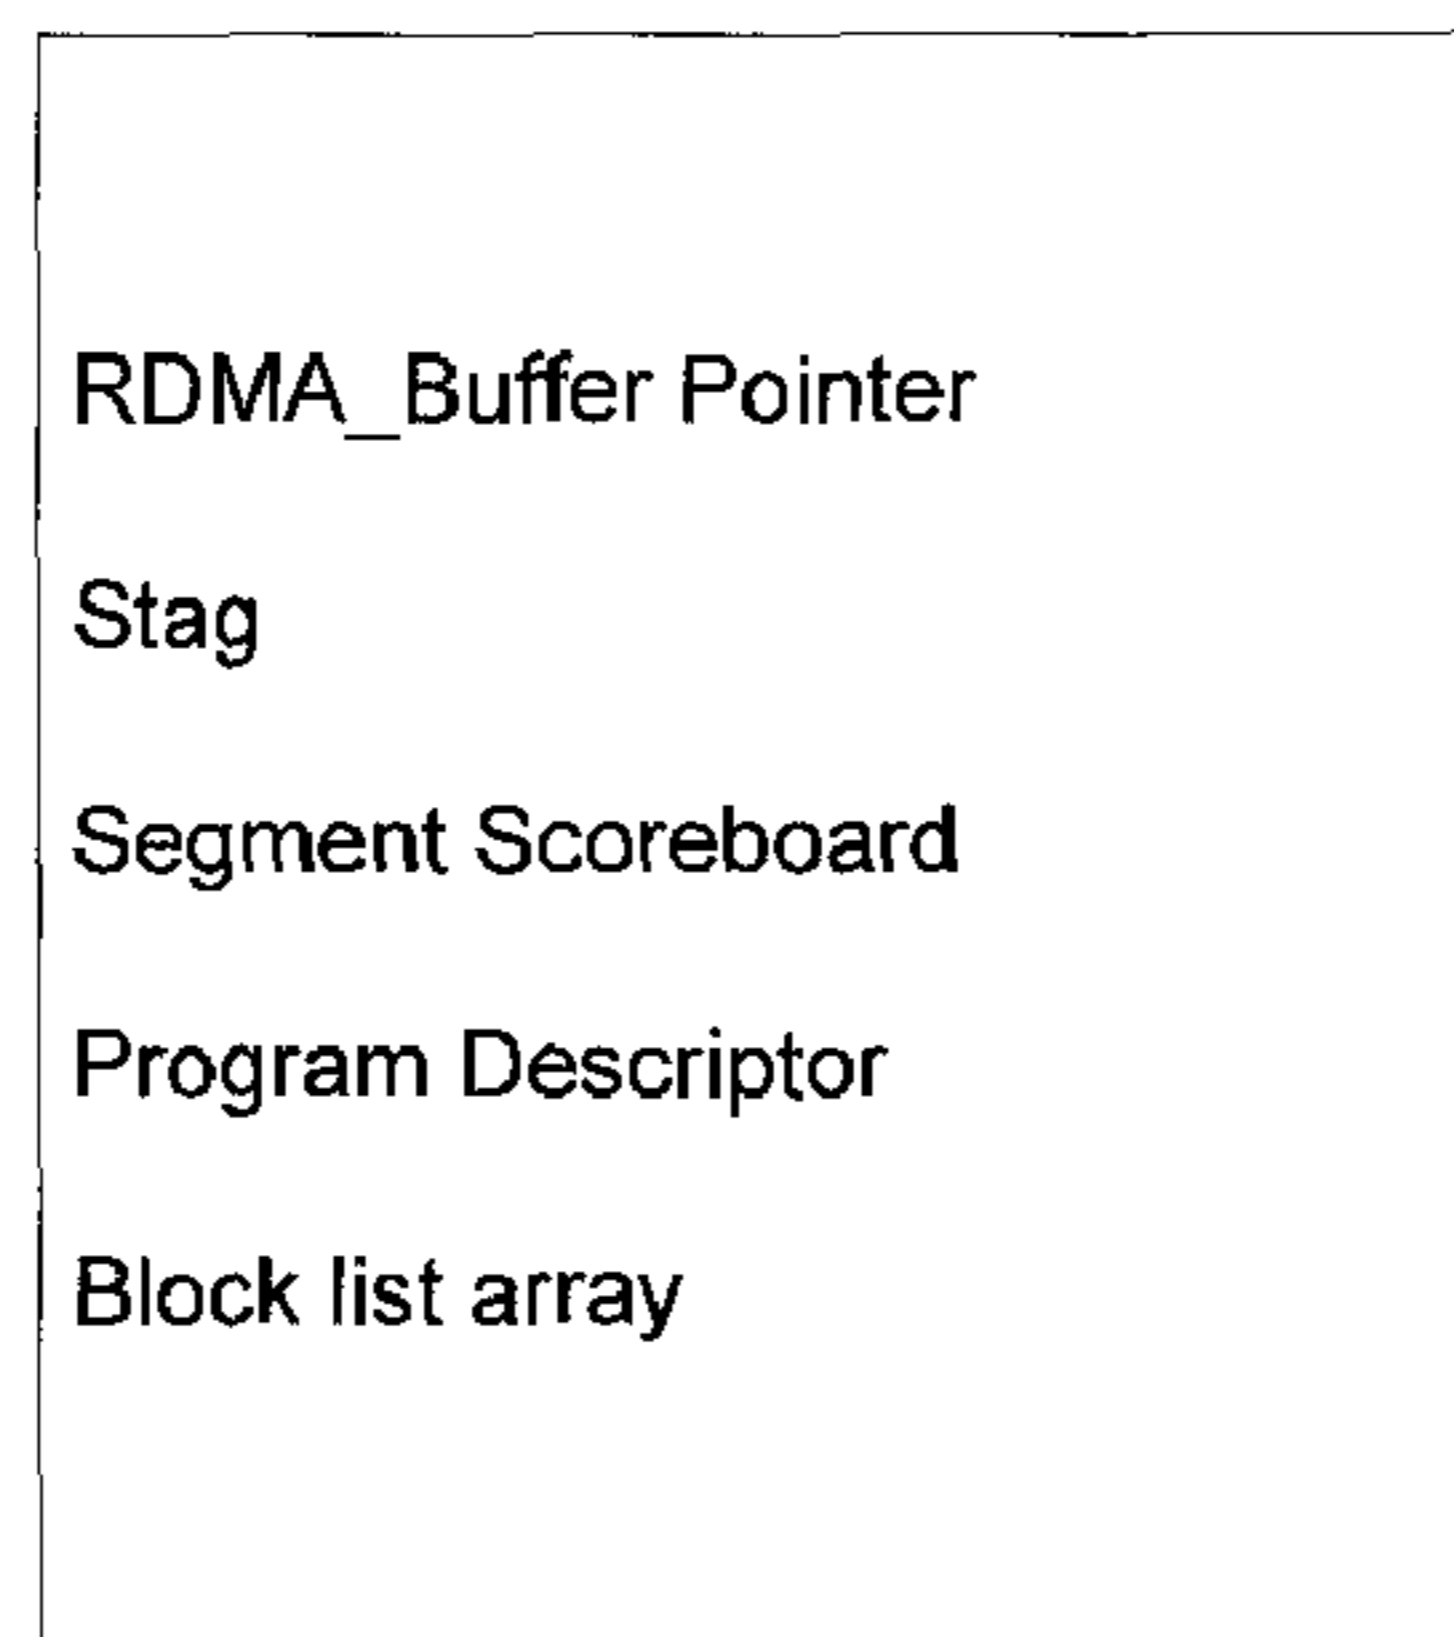 RDMA_Buffer Pointer
Stag
Segment Scoreboard
Program Descriptor
Block list array